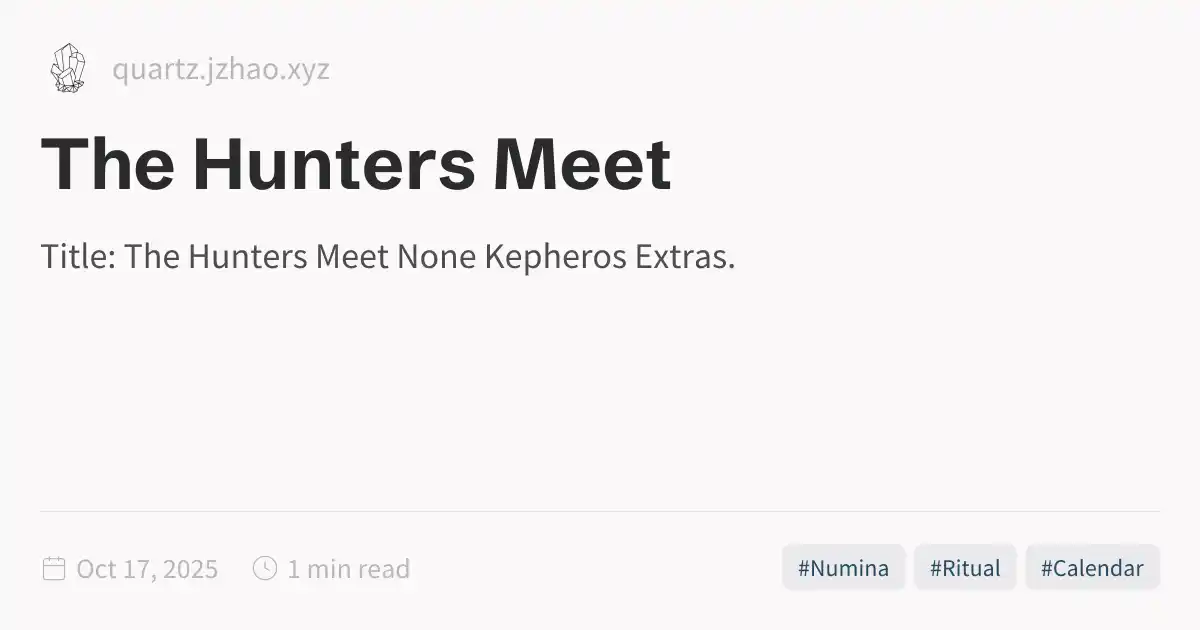 quartz.jzhao.xyz
The Hunters Meet
Title: The Hunters Meet None Kepheros Extras.
Oct 17, 2025 1 min read #Numina #Ritual #Calendar